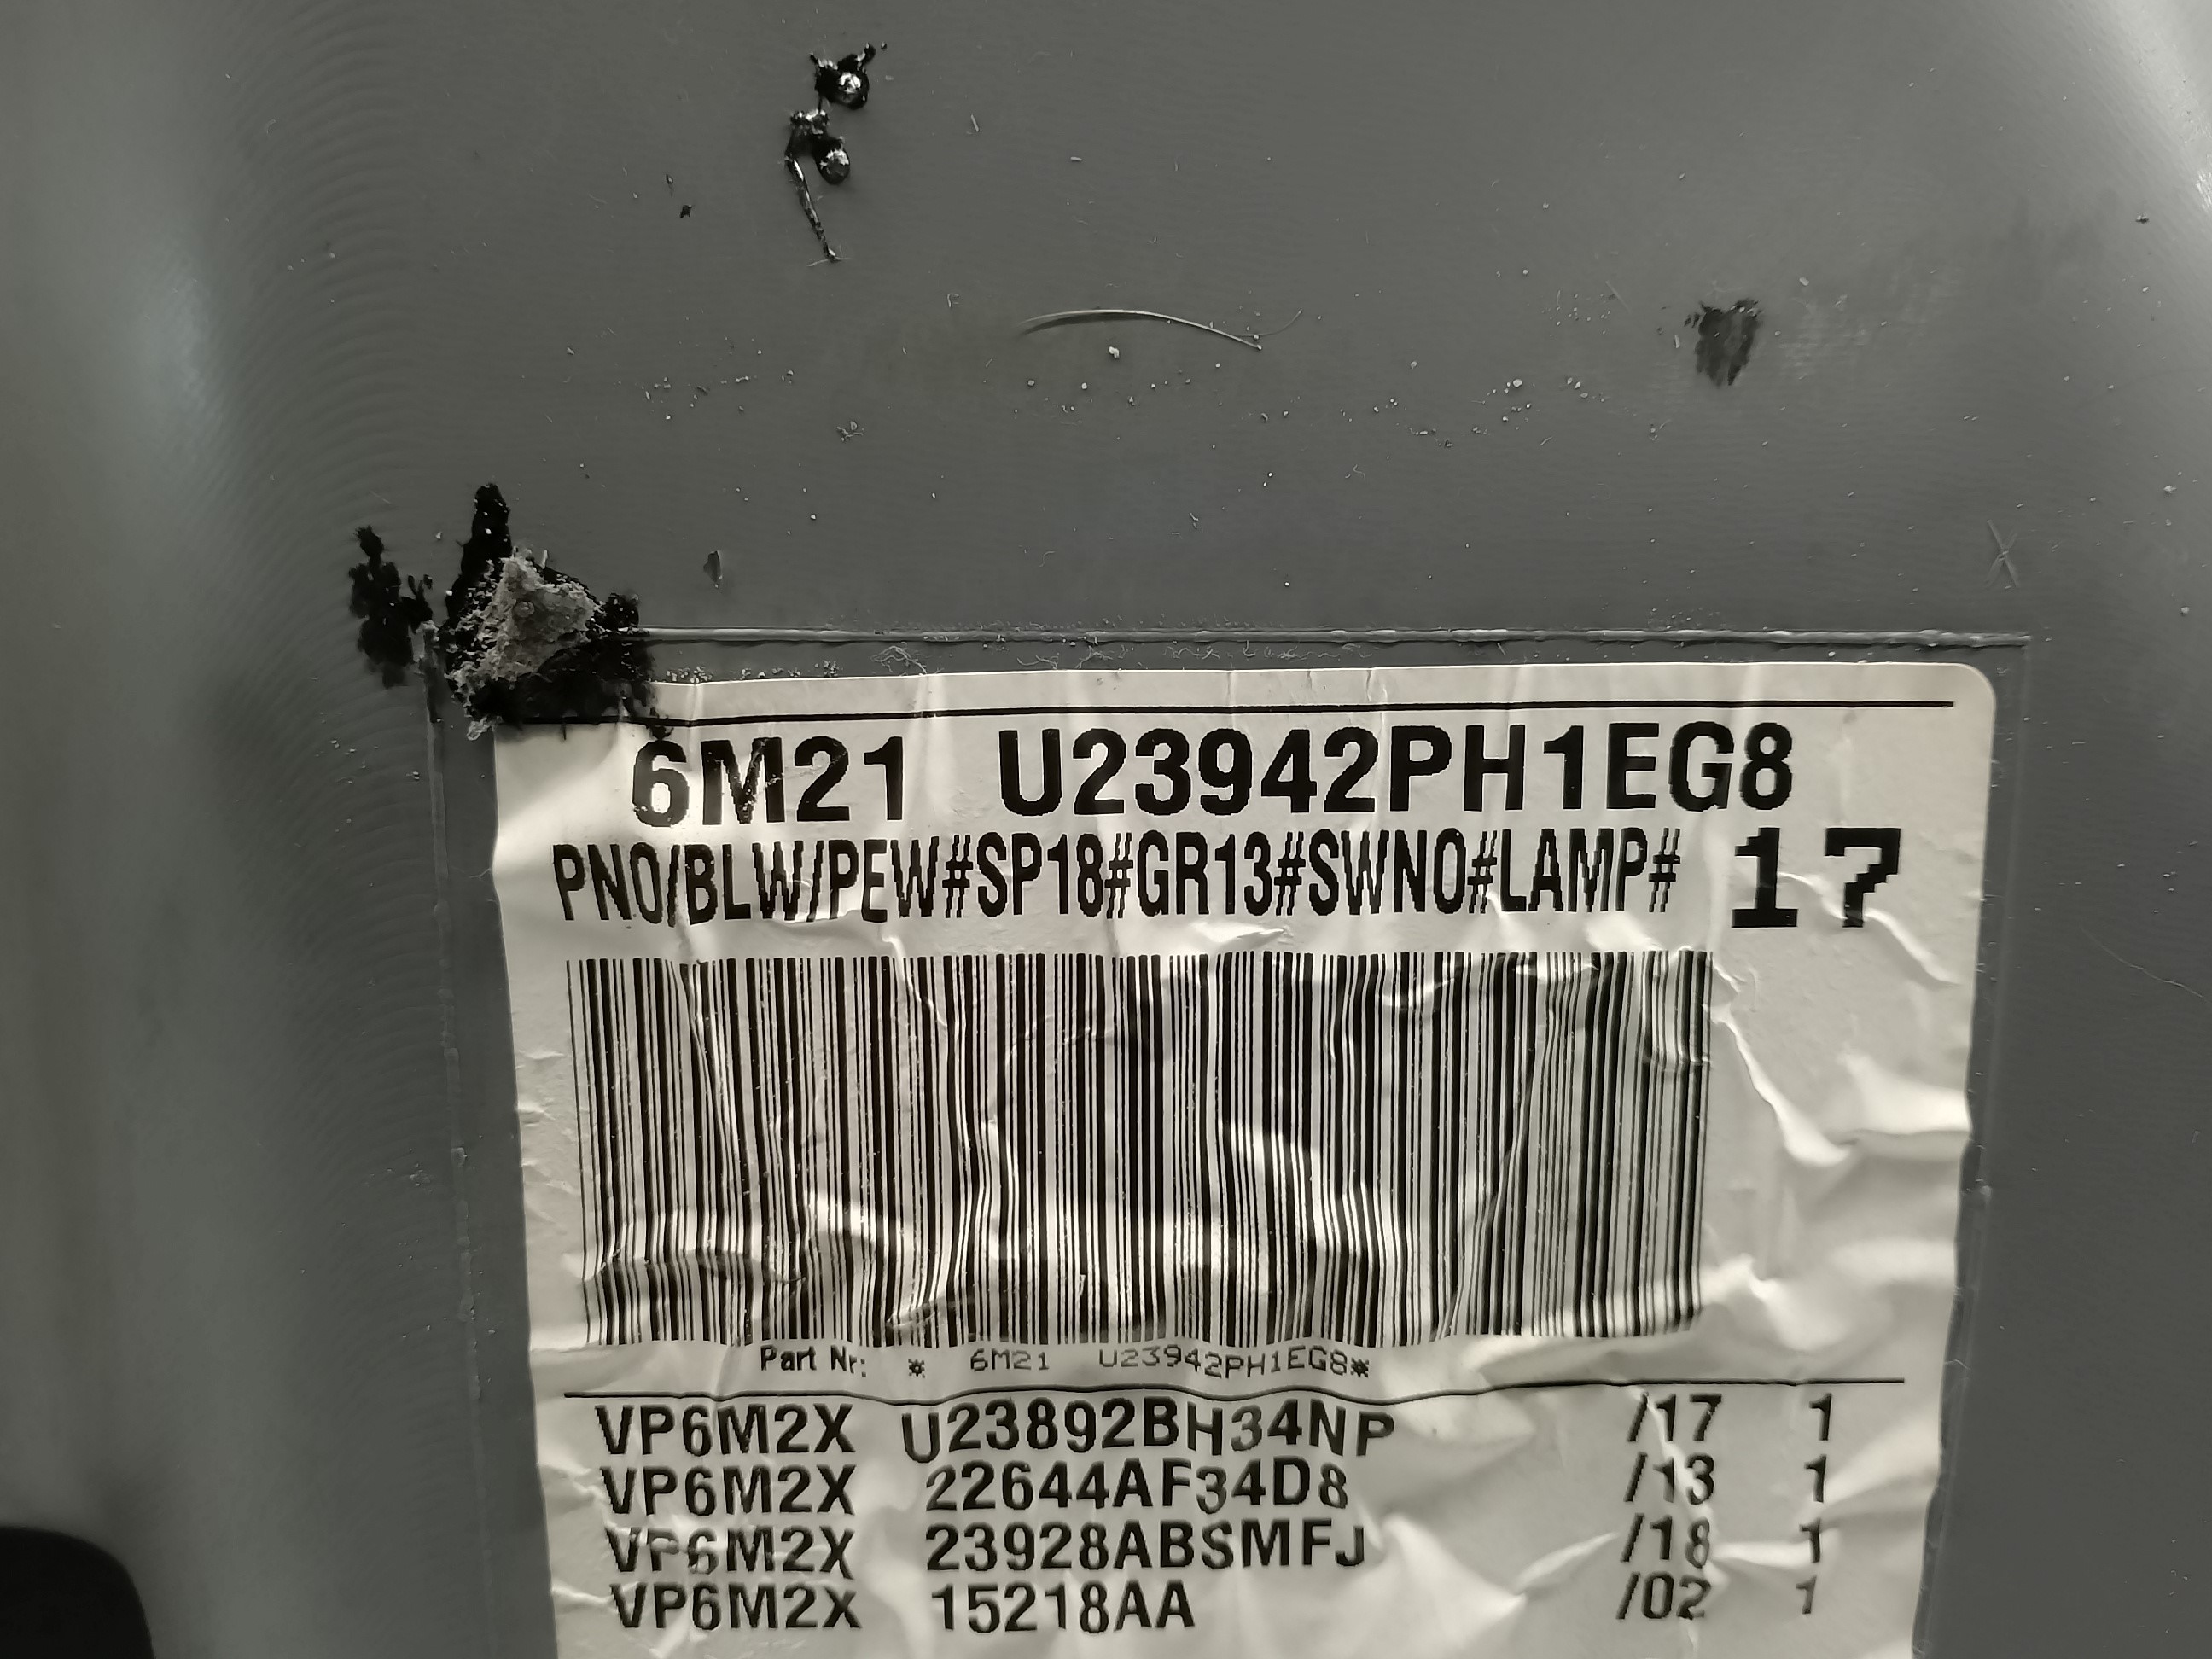 6M21 U23942PH1EG8
PNO/BLW/PEW#SP18#GR13#SWNO#LAMP# 17
Part Nr: * 6M21 U23942PH1EG8*
VP6M2X U23892BH34NP /17 1
VP6M2X 22644AF34D8 /13 1
VP6M2X 23928ABSMFJ /18 1
VP6M2X 15218AA /02 1